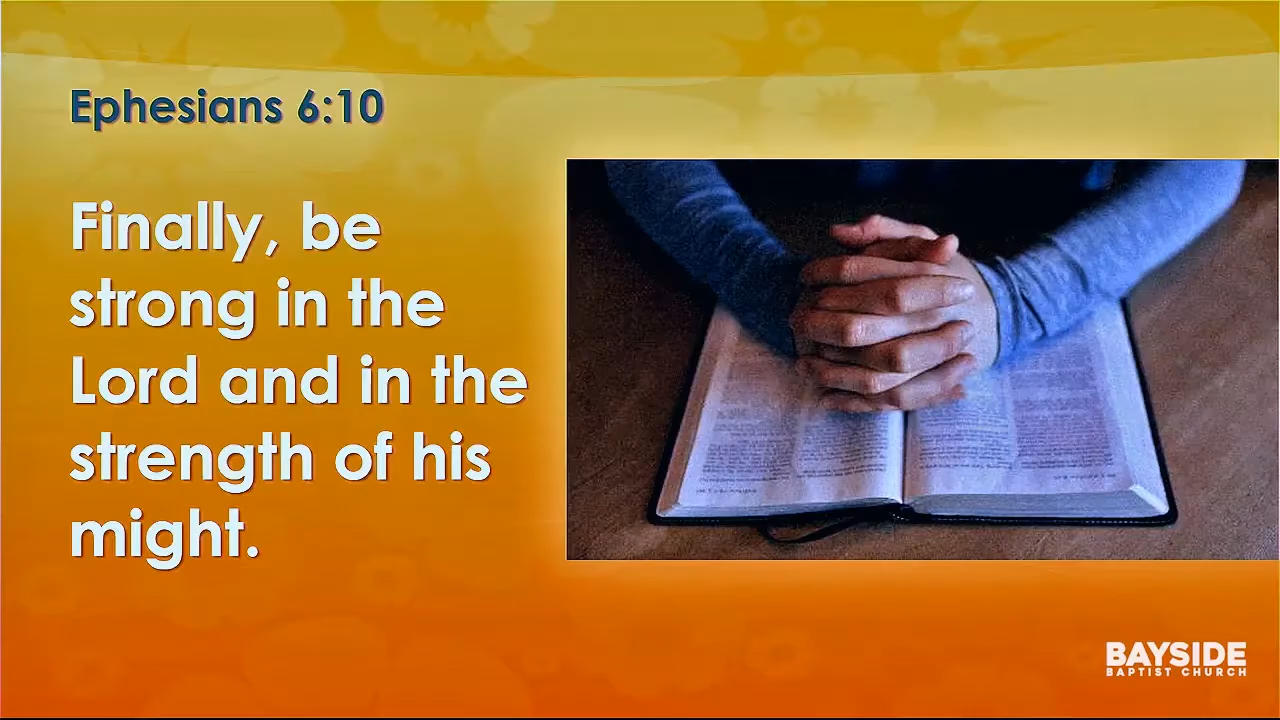 Ephesians 6:10
Finally, be
strong in the
Lord and in the
strength of his
might.
BAYSIDE
BAPTIST CHURCH